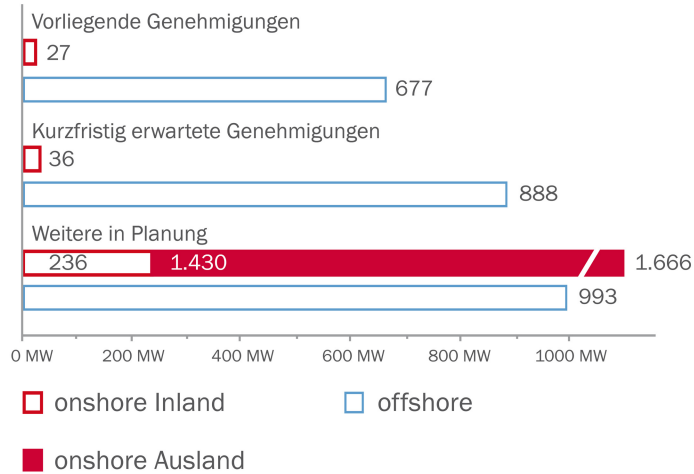 Vorliegende Genehmigungen
27
677
Kurzfristig erwartete Genehmigungen
36
888
Weitere in Planung
236 1.430 1.666
993
0 MW 200 MW 400 MW 600 MW 800 MW 1000 MW
onshore Inland offshore
onshore Ausland